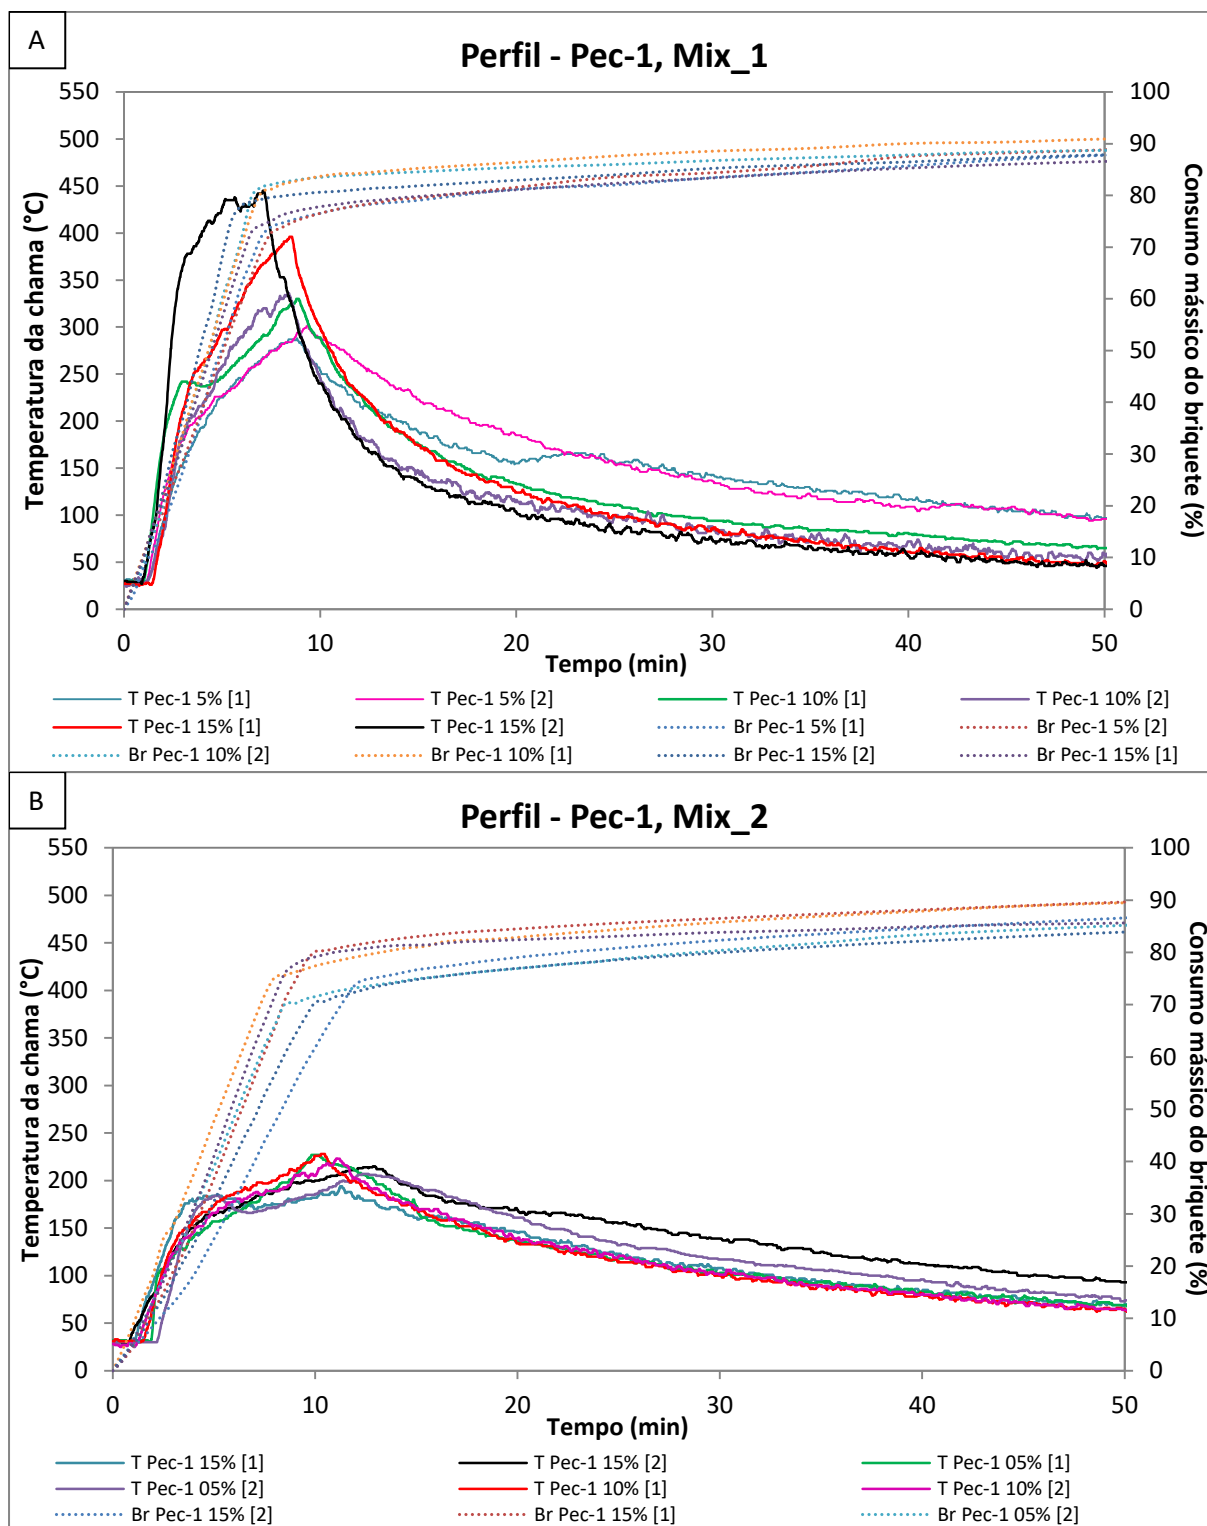 A
Perfil - Pec-1, Mix_1
Temperatura da chama (°C)
550
500
450
400
350
300
250
200
150
100
50
0
100
90
80
70
60
50
40
30
20
10
0
Consumo mássico do briquete (%)
0 10 20 30 40 50
Tempo (min)
T Pec-1 5% [1] T Pec-1 5% [2] T Pec-1 10% [1] T Pec-1 10% [2]
T Pec-1 15% [1] T Pec-1 15% [2] Br Pec-1 5% [1] Br Pec-1 5% [2]
Br Pec-1 10% [2] Br Pec-1 10% [1] Br Pec-1 15% [2] Br Pec-1 15% [1]
B
Perfil - Pec-1, Mix_2
Temperatura da chama (°C)
550
500
450
400
350
300
250
200
150
100
50
0
100
90
80
70
60
50
40
30
20
10
0
Consumo mássico do briquete (%)
0 10 20 30 40 50
Tempo (min)
T Pec-1 15% [1] T Pec-1 15% [2] T Pec-1 05% [1]
T Pec-1 05% [2] T Pec-1 10% [1] T Pec-1 10% [2]
Br Pec-1 15% [2] Br Pec-1 15% [1] Br Pec-1 05% [2]